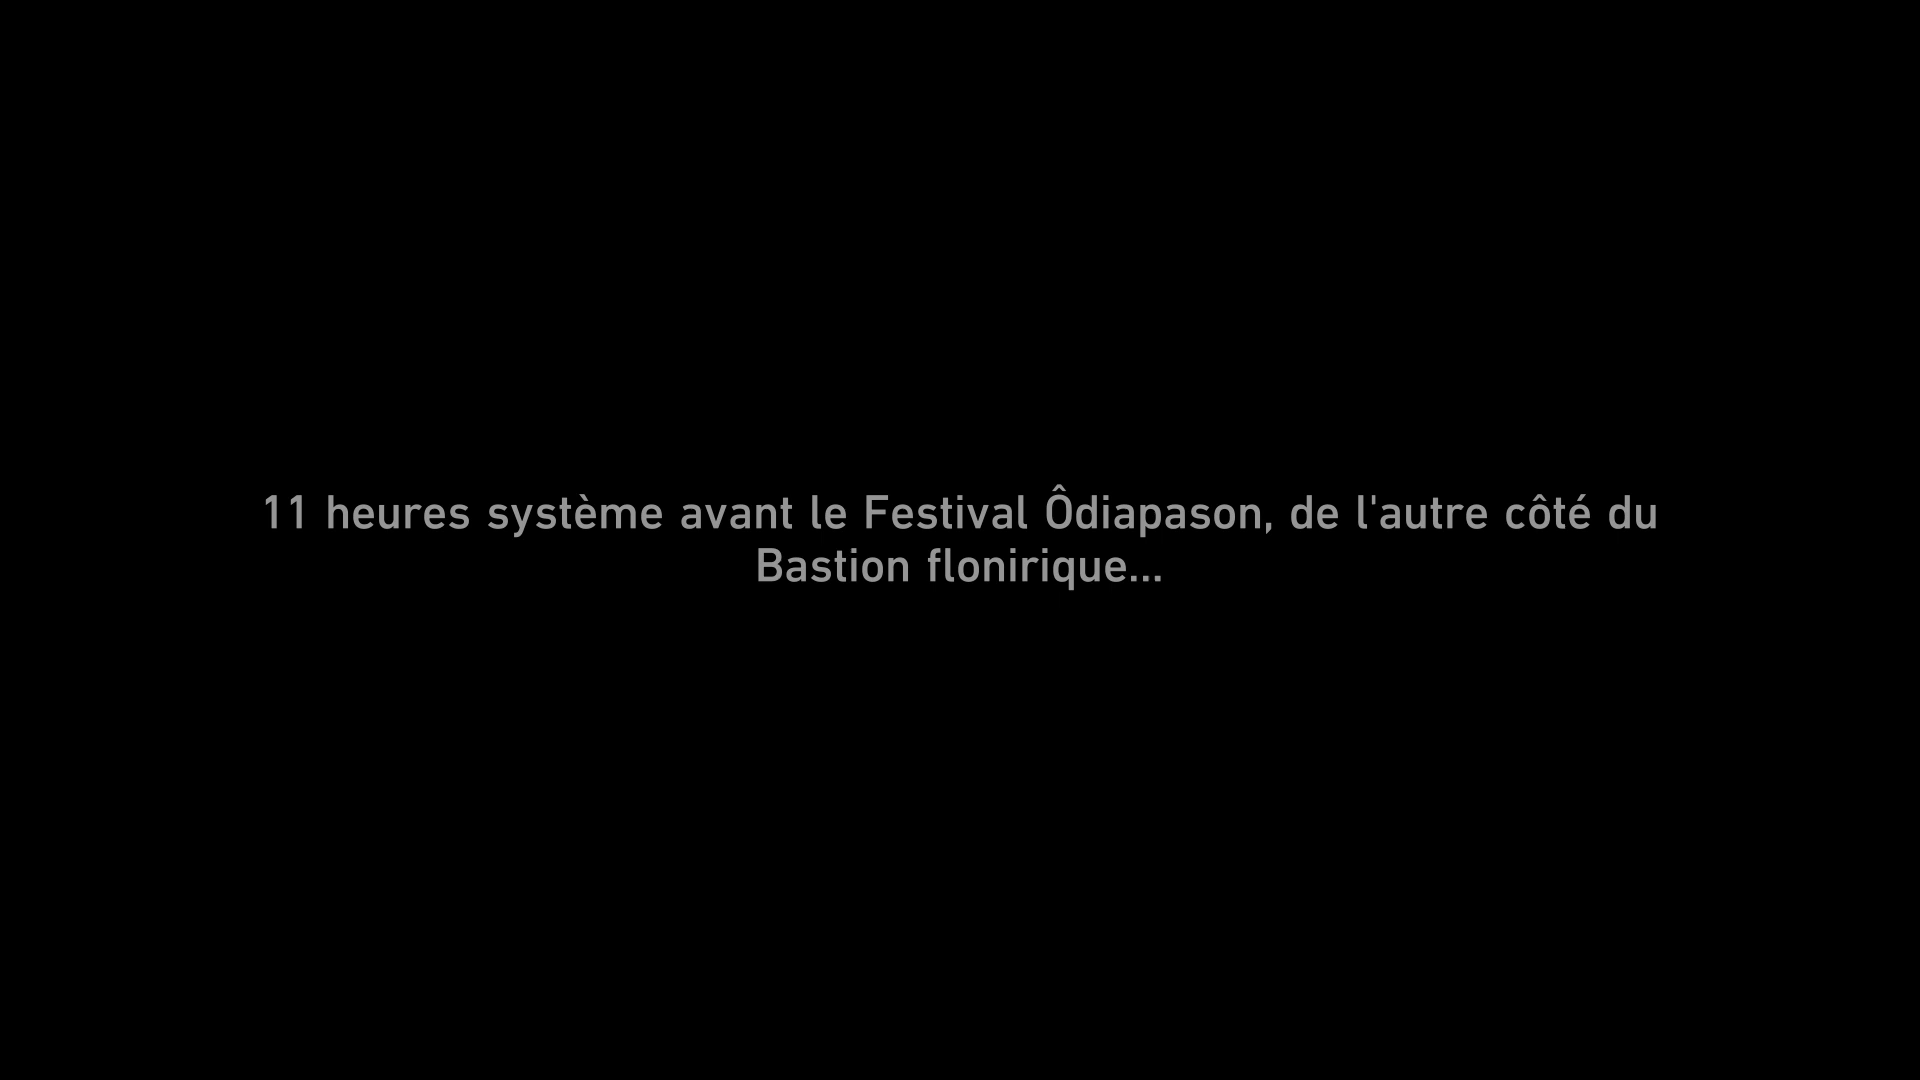 11 heures système avant le Festival Ôdiapason, de l'autre côté du
Bastion flonirique...